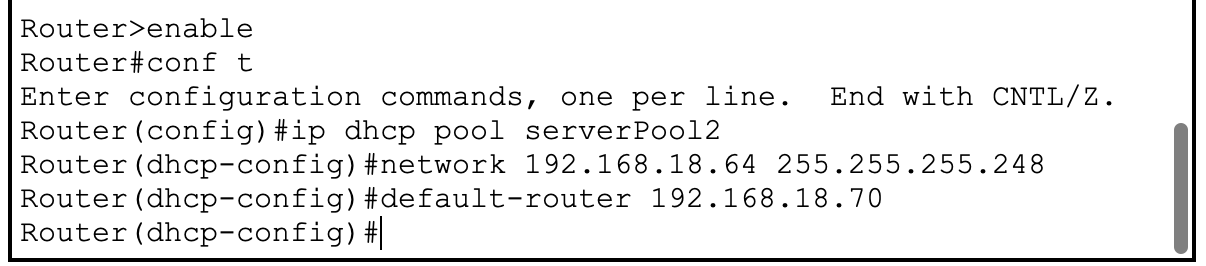 Router>enable
Router#conf t
Enter configuration commands, one per line.  End with CNTL/Z.
Router(config)#ip dhcp pool serverPool2
Router(dhcp-config)#network 192.168.18.64 255.255.255.248
Router(dhcp-config)#default-router 192.168.18.70
Router(dhcp-config)#